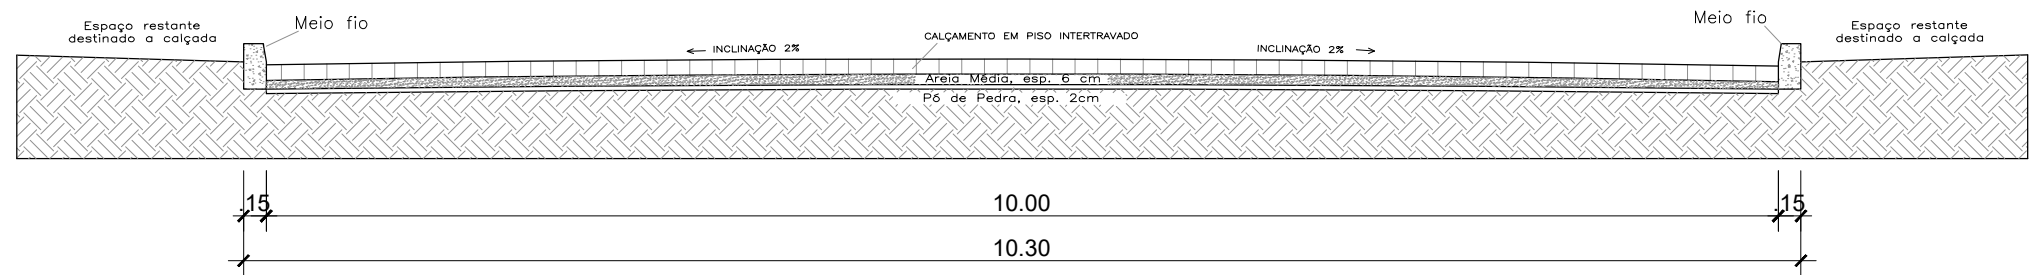 Espaço restante
destinado a calçada
Meio fio
INCLINAÇÃO 2%
CALÇAMENTO EM PISO INTERTRAVADO
INCLINAÇÃO 2%
Meio fio
Espaço restante
destinado a calçada
Areia Média, esp. 6 cm
Pó de Pedra, esp. 2cm
.15
10.00
.15
10.30